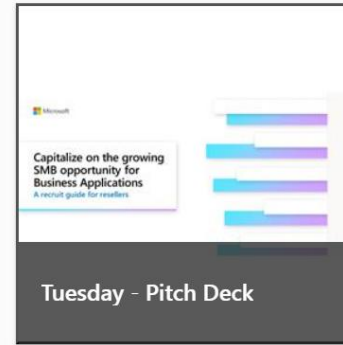 Microsoft
Capitalize on the growing
SMB opportunity for
Business Applications
A recruit guide for resellers
Tuesday - Pitch Deck